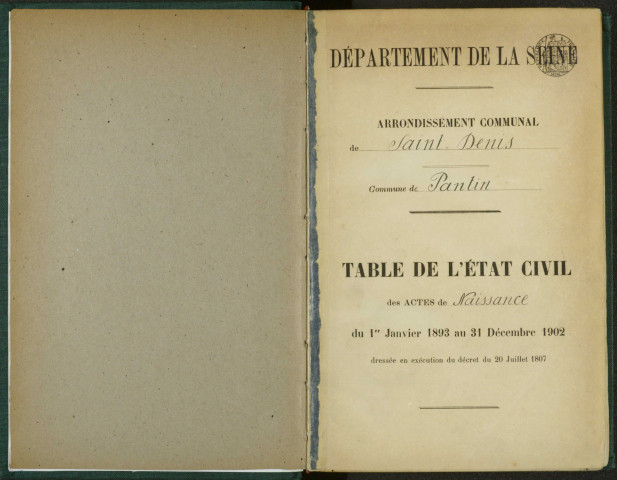 DÉPARTEMENT DE LA SEINE
ARRONDISSEMENT COMMUNAL
de Saint-Denis
Commune de Pantin
TABLE DE L'ÉTAT CIVIL
des ACTES de Naissance
du 1er Janvier 1893 au 31 Décembre 1902
dressée en exécution du décret du 20 Juillet 1807